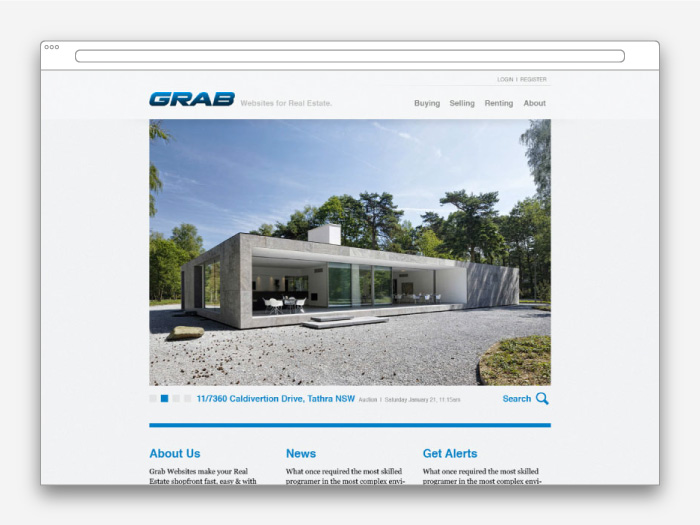 LOGIN | REGISTER
GRAB Websites for Real Estate.
Buying Selling Renting About
11/7360 Caldivertion Drive, Tathra NSW Auction | Saturday January 21, 11.15am
Search
About Us
Grab Websites make your Real
Estate shopfront fast, easy & with
News
What once required the most skilled
programer in the most complex envi-
Get Alerts
What once required the most skilled
programer in the most complex envi-